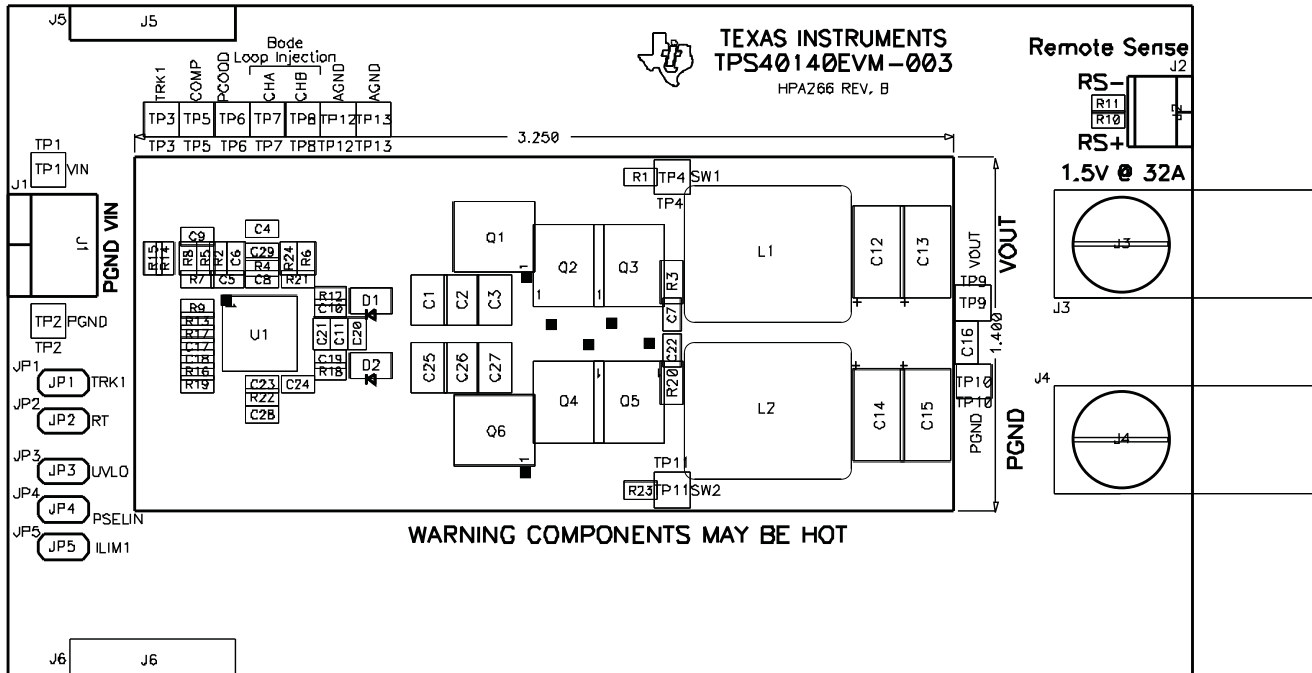 J5
J5
Bode
Loop Injection
TRK1
COMP
PGOOD
CHA
CHB
AGND
AGND
TP3 TP5 TP6 TP7 TP8 TP12 TP13
TP3 TP5 TP6 TP7 TP8 TP12 TP13
TEXAS INSTRUMENTS
TPS40140EVM-003
HPA266 REV. B
Remote Sense
J2
J2
RS-
R11
R10
RS+
1.5V @ 32A
3.250
TP1
TP1 VIN
J1
J1
PGND VIN
TP2 PGND
TP2
JP1
JP1 TRK1
JP2
JP2 RT
JP3
JP3 UVLO
JP4
JP4 PSELIN
JP5
JP5 ILIM1
R1
TP4 SW1
TP4
C9
C4
R15
R14
R8
R5
R2
C6
C29
R4
R24
R6
R7 C5 C8 R21
R9
R13
R17
C17
C18
R16
R19
U1
R12
C10
C21
C11
C20
C19
R18
D1
D2
C23 C24
R22
C28
Q1
1
Q2
1
Q3
1
C1
C2
C3
C25
C26
C27
Q4
1
Q5
1
Q6
1
R3
C7
C22
R20
L1
L2
C12
C13
+ +
+ +
C14
C15
TP11
R23
TP11 SW2
VOUT
TP9
TP9
VOUT
C16
1.400
TP10
TP10
PGND
PGND
J3
J3
J4
J4
WARNING COMPONENTS MAY BE HOT
J6
J6